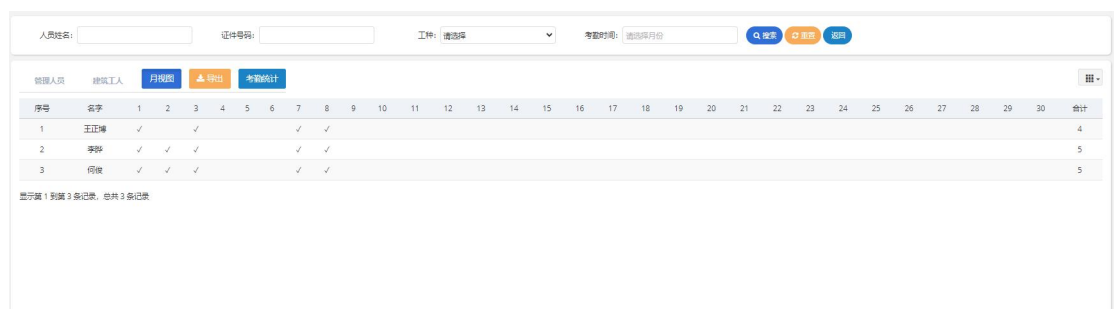 人员姓名: 证件号码: 工种: 请选择 考勤时间: 请选择月份 搜索 重置 返回
管理人员 建筑工人 月视图 导出 考勤统计
序号 名字 1 2 3 4 5 6 7 8 9 10 11 12 13 14 15 16 17 18 19 20 21 22 23 24 25 26 27 28 29 30 合计
1 王正博 √ √ √ √ 4
2 李晔 √ √ √ √ √ 5
3 何俊 √ √ √ √ √ 5
显示第 1 到第 3 条记录，总共 3 条记录